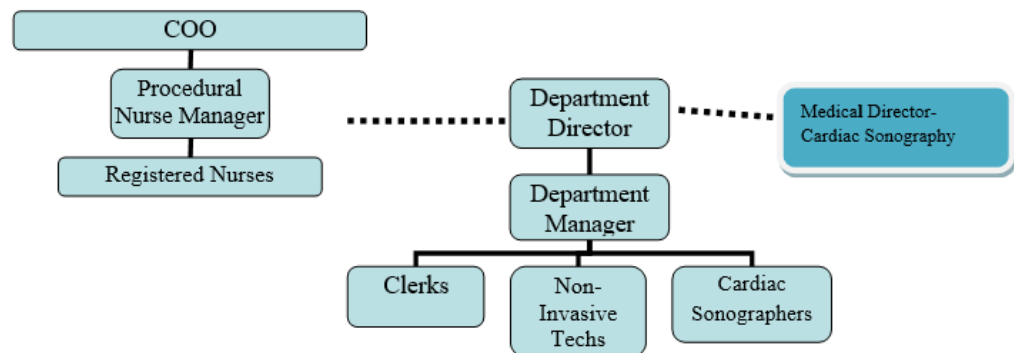 COO
Procedural
Nurse Manager
Registered Nurses
Department
Director
Medical Director-
Cardiac Sonography
Department
Manager
Clerks
Non-
Invasive
Techs
Cardiac
Sonographers